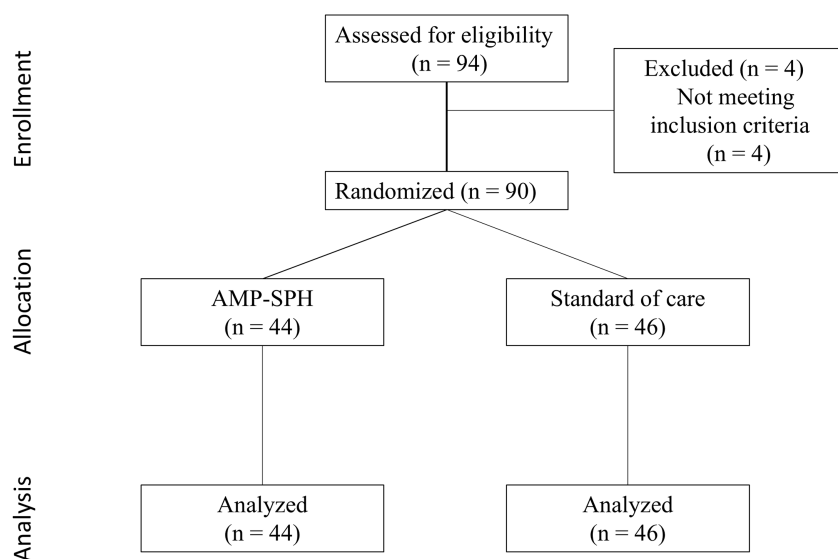 Enrollment
Assessed for eligibility
(n = 94)
Excluded (n = 4)
Not meeting
inclusion criteria
(n = 4)
Randomized (n = 90)
Allocation
AMP-SPH
(n = 44)
Standard of care
(n = 46)
Analysis
Analyzed
(n = 44)
Analyzed
(n = 46)